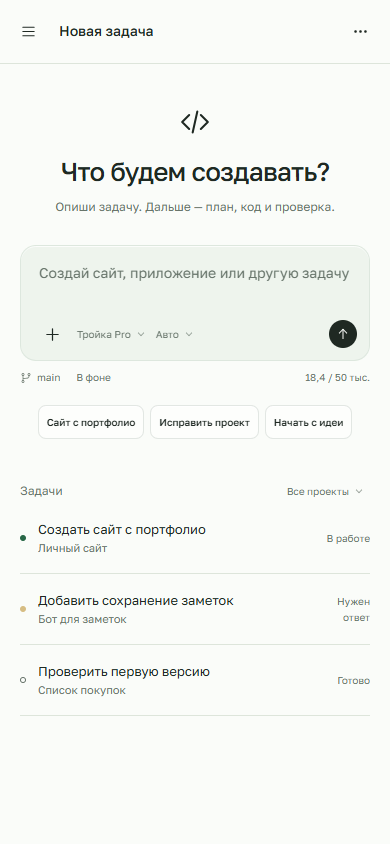 Новая задача
Что будем создавать?
Опиши задачу. Дальше — план, код и проверка.
Создай сайт, приложение или другую задачу
Тройка Pro Авто
main В фоне 18,4 / 50 тыс.
Сайт с портфолио Исправить проект Начать с идеи
Задачи Все проекты
Создать сайт с портфолио
Личный сайт
В работе
Добавить сохранение заметок
Бот для заметок
Нужен
ответ
Проверить первую версию
Список покупок
Готово